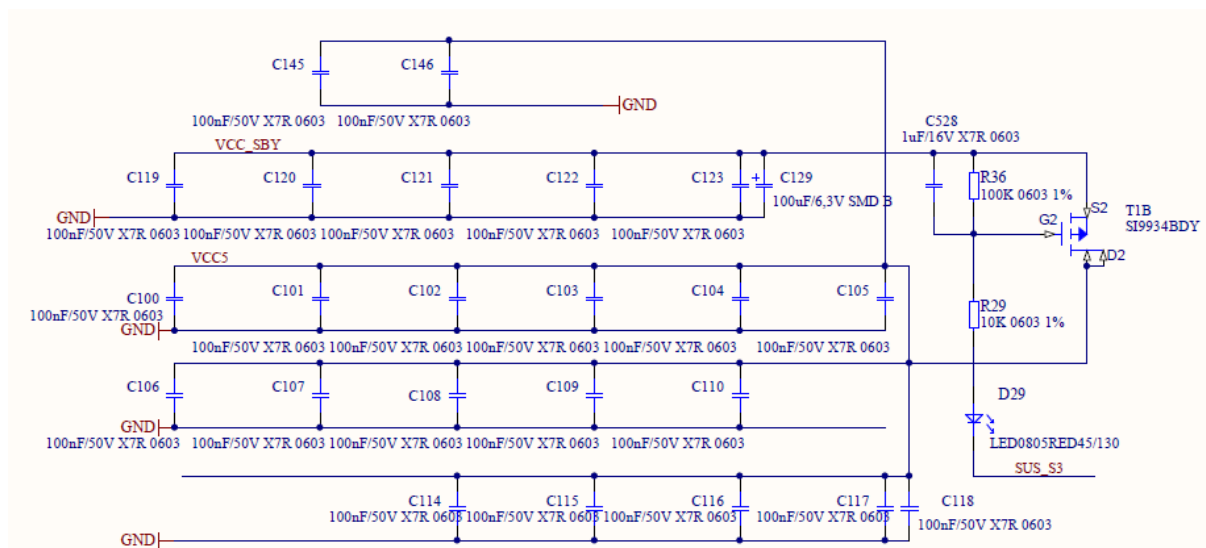 C145
C146
GND
100nF/50V X7R 0603
100nF/50V X7R 0603
C528
1uF/16V X7R 0603
VCC_SBY
C119
C120
C121
C122
C123
+
C129
100uF/6,3V SMD B
R36
100K 0603 1%
S2
G2
D2
T1B
SI9934BDY
GND
100nF/50V X7R 0603
100nF/50V X7R 0603
100nF/50V X7R 0603
100nF/50V X7R 0603
100nF/50V X7R 0603
VCC5
C100
C101
C102
C103
C104
C105
100nF/50V X7R 0603
GND
R29
10K 0603 1%
100nF/50V X7R 0603
100nF/50V X7R 0603
100nF/50V X7R 0603
100nF/50V X7R 0603
C106
C107
C108
C109
C110
D29
GND
100nF/50V X7R 0603
100nF/50V X7R 0603
100nF/50V X7R 0603
100nF/50V X7R 0603
100nF/50V X7R 0603
LED0805RED45/130
SUS_S3
C114
C115
C116
C117
C118
100nF/50V X7R 0603
100nF/50V X7R 0603
100nF/50V X7R 0603
100nF/50V X7R 0603
100nF/50V X7R 0603
GND